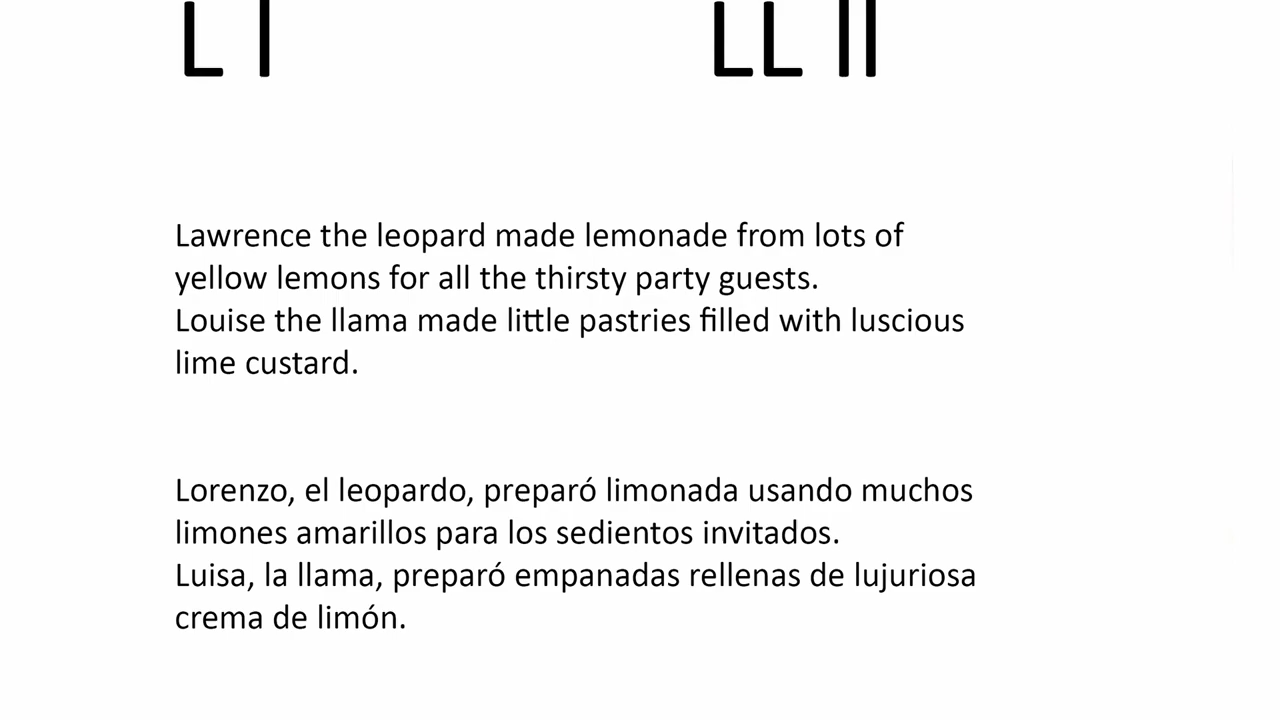 L l LL ll
Lawrence the leopard made lemonade from lots of
yellow lemons for all the thirsty party guests.
Louise the llama made little pastries filled with luscious
lime custard.
Lorenzo, el leopardo, preparó limonada usando muchos
limones amarillos para los sedientos invitados.
Luisa, la llama, preparó empanadas rellenas de lujuriosa
crema de limón.